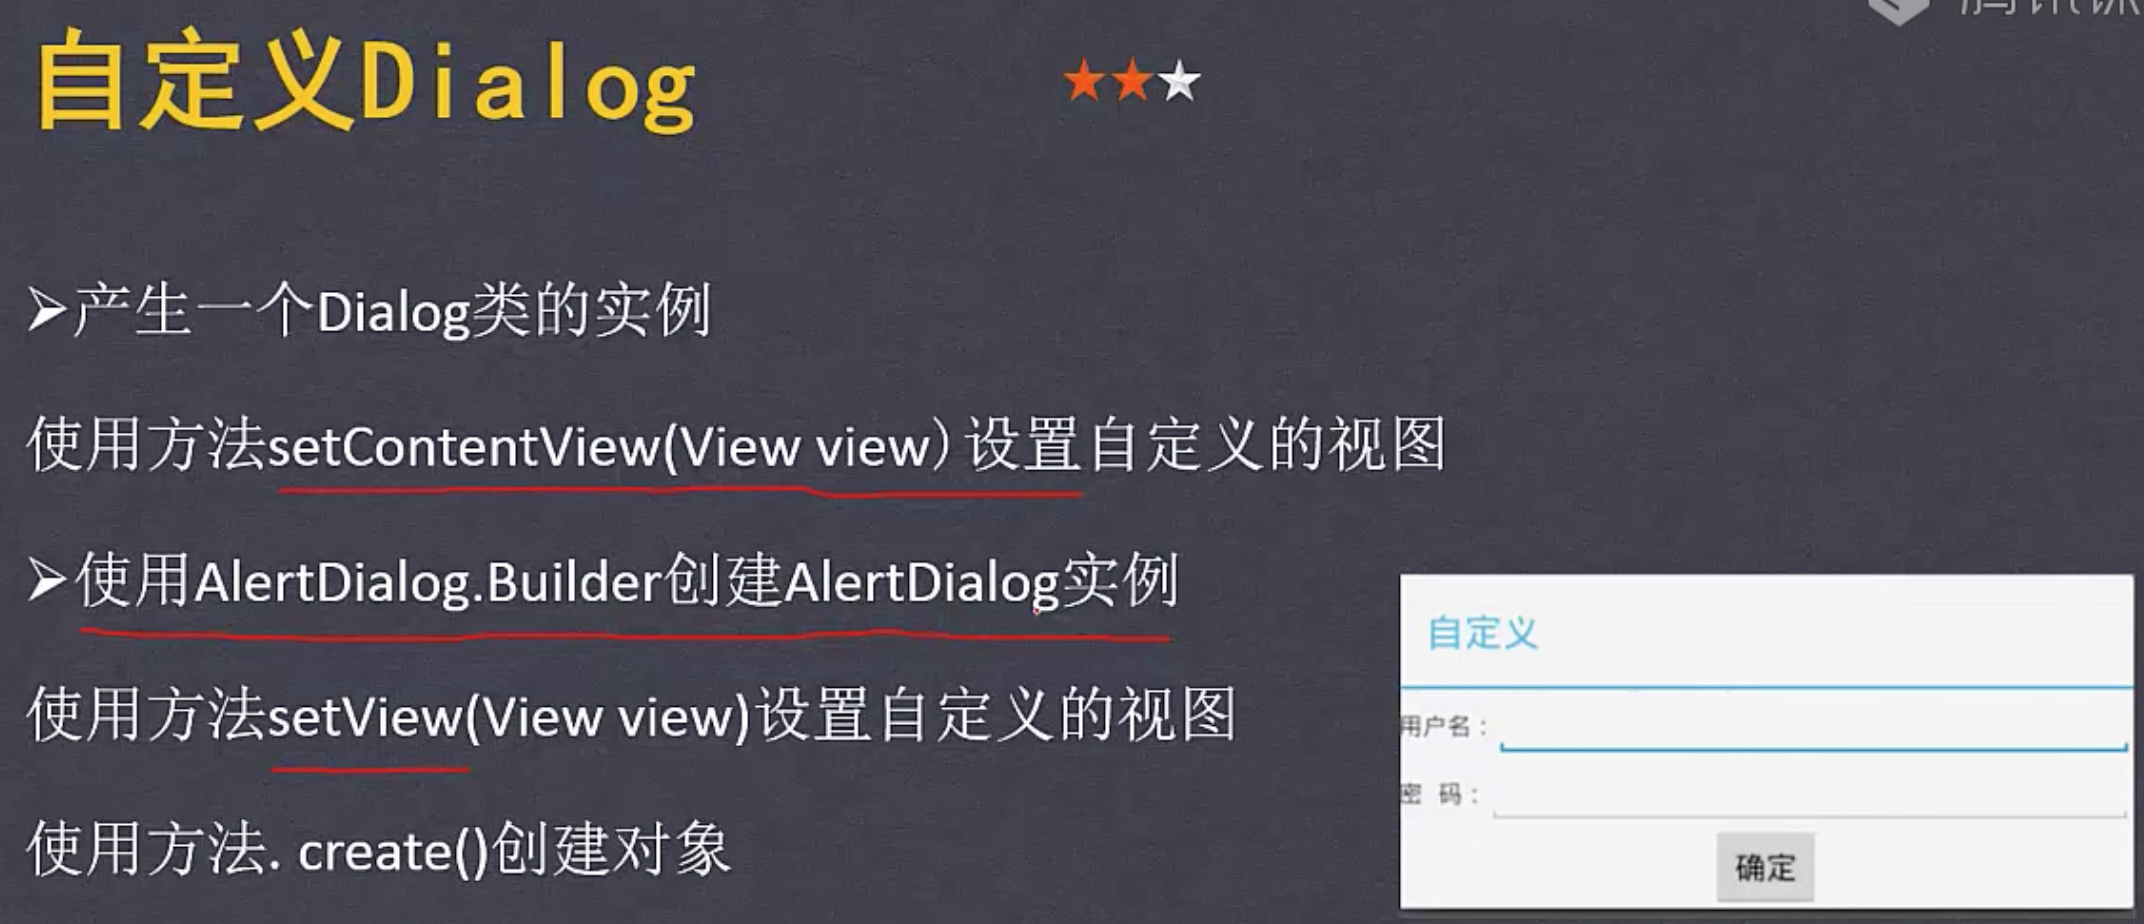 自定义Dialog
➢产生一个Dialog类的实例
使用方法setContentView(View view)设置自定义的视图
➢使用AlertDialog.Builder创建AlertDialog实例
使用方法setView(View view)设置自定义的视图
使用方法. create()创建对象
自定义
用户名：
密 码：
确定